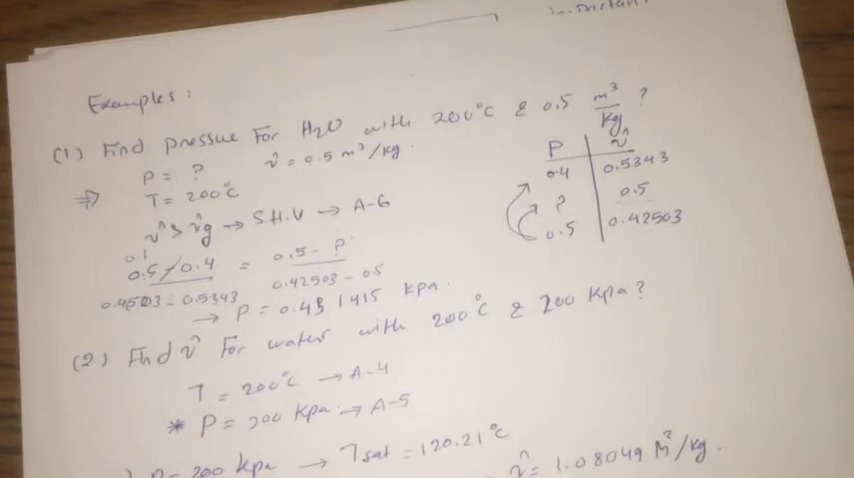 Examples:
(1) Find pressue For H2O with 200°C & 0.5 m³/kg ?
P = ? v̂ = 0.5 m³/kg.
⇒ T = 200°C
v̂ > v̂g → S.H.V → A-6
P | v̂
0.4 | 0.5343
? | 0.5
0.5 | 0.42503
0.1
0.5 - 0.4 / 0.4503 - 0.5343 = 0.5 - ? / 0.42503 - 0.5
→ P = 0.431415 kpa.
(2) Find v̂ For water with 200°C & 200 kpa?
T = 200°C → A-4
* P = 200 kpa → A-5
P = 200 kpa → Tsat = 120.21°C
v̂ = 1.08049 m³/kg.